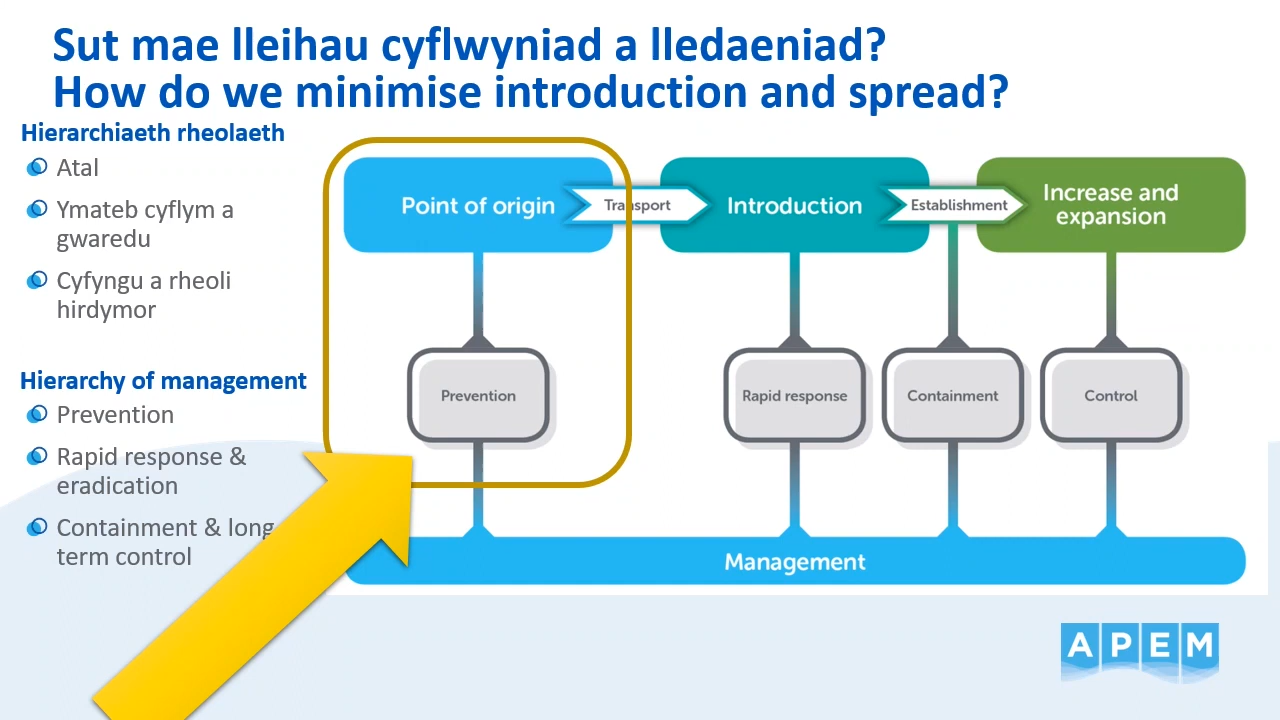 Sut mae lleihau cyflwyniad a lledaeniad?
How do we minimise introduction and spread?
Hierarchiaeth rheolaeth
Atal
Ymateb cyflym a
gwaredu
Cyfyngu a rheoli
hirdymor
Hierarchy of management
Prevention
Rapid response &
eradication
Containment & long
term control
Point of origin
Transport
Introduction
Establishment
Increase and
expansion
Prevention
Rapid response
Containment
Control
Management
APEM